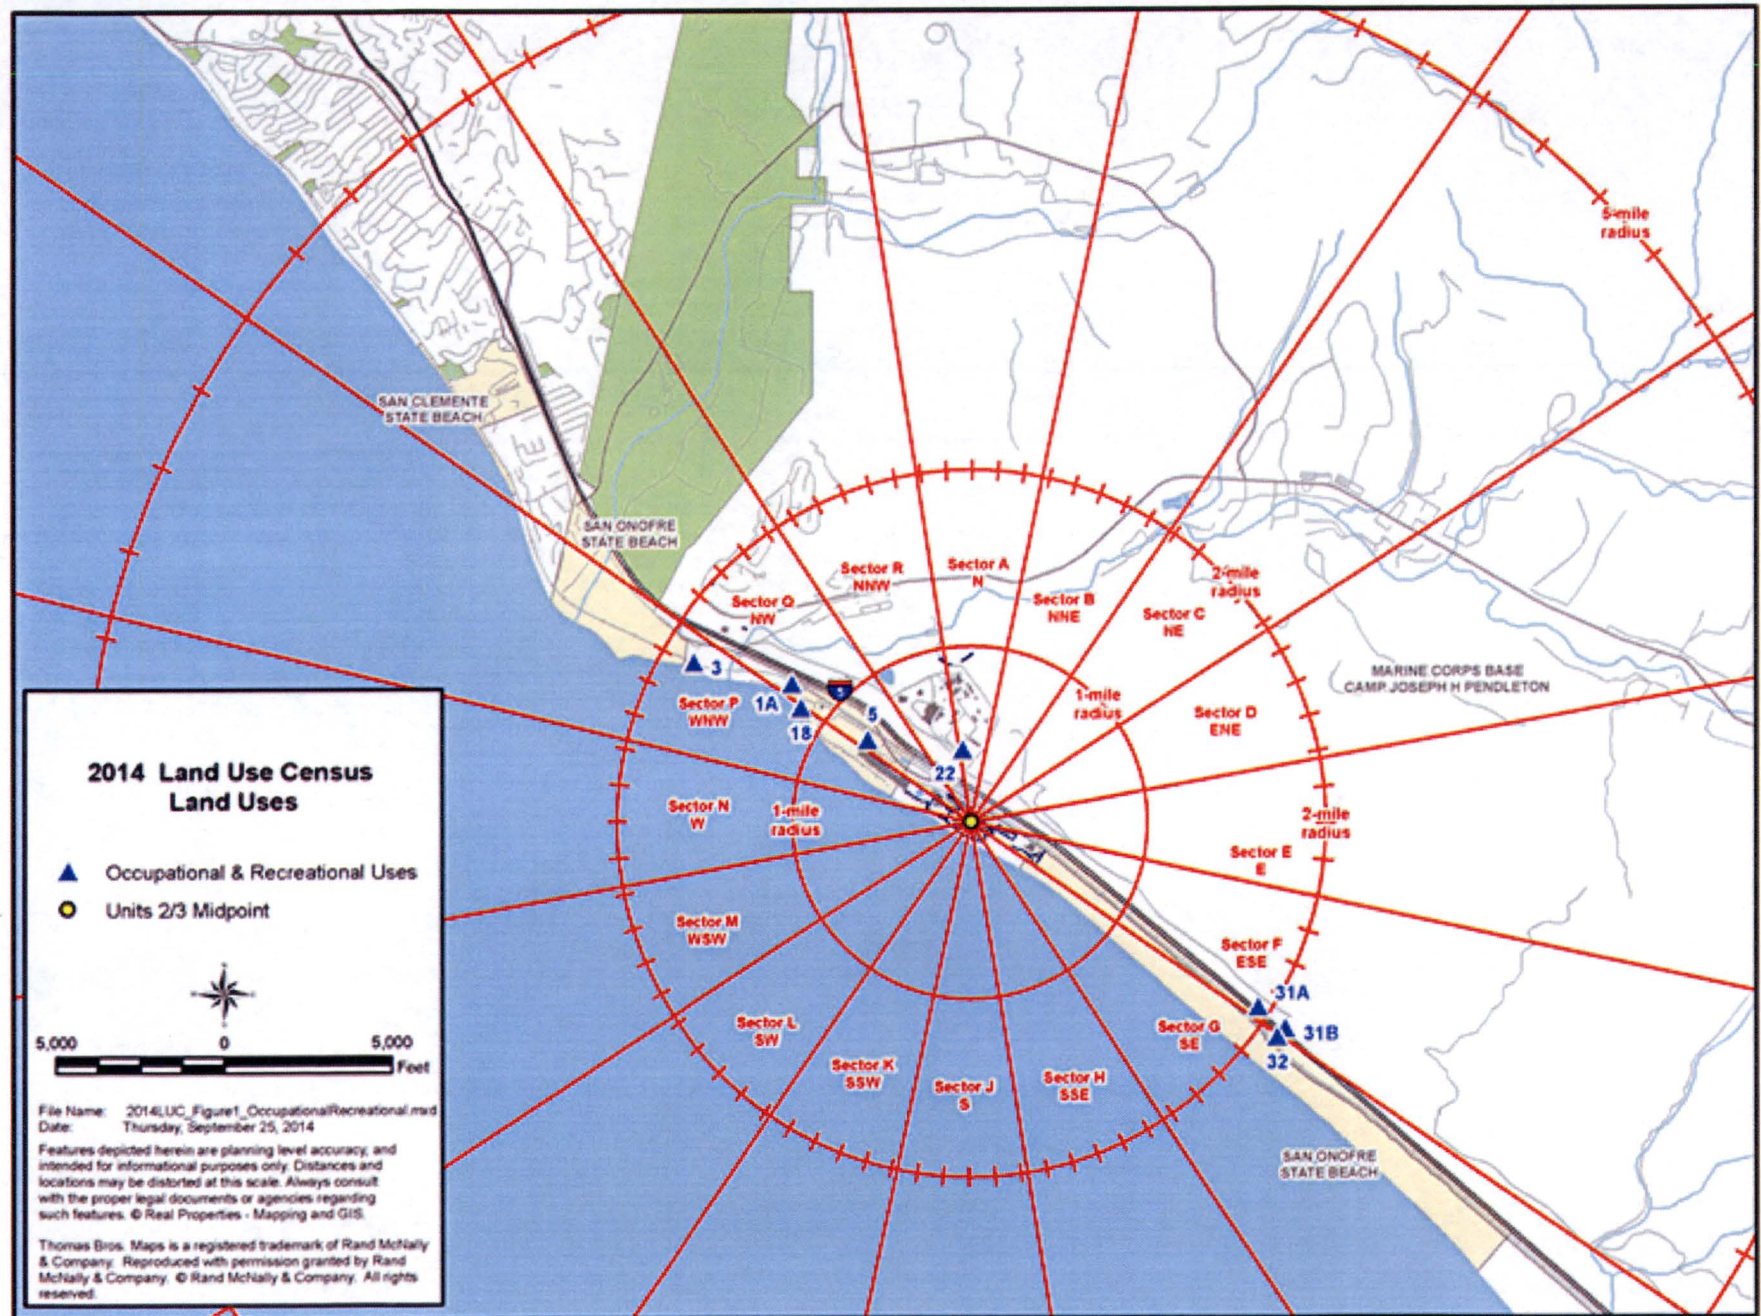 5-mile
radius
SAN CLEMENTE
STATE BEACH
SAN ONOFRE
STATE BEACH
Sector R
NNW
Sector A
N
2-mile
radius
Sector Q
NW
Sector B
NNE
Sector C
NE
3
MARINE CORPS BASE
CAMP JOSEPH H PENDLETON
Sector P
WNW
1A
5
18
5
1-mile
radius
Sector D
ENE
22
Sector N
W
1-mile
radius
2-mile
radius
Sector E
E
Sector M
WSW
Sector F
ESE
31A
31B
32
Sector L
SW
Sector G
SE
Sector K
SSW
Sector J
S
Sector H
SSE
SAN ONOFRE
STATE BEACH
2014 Land Use Census
Land Uses
Occupational & Recreational Uses
Units 2/3 Midpoint
5,000 0 5,000
Feet
File Name: 2014LUC_Figure1_OccupationalRecreational.mxd
Date: Thursday, September 25, 2014
Features depicted herein are planning level accuracy, and
intended for informational purposes only. Distances and
locations may be distorted at this scale. Always consult
with the proper legal documents or agencies regarding
such features. © Real Properties - Mapping and GIS.
Thomas Bros. Maps is a registered trademark of Rand McNally
& Company. Reproduced with permission granted by Rand
McNally & Company. © Rand McNally & Company. All rights
reserved.